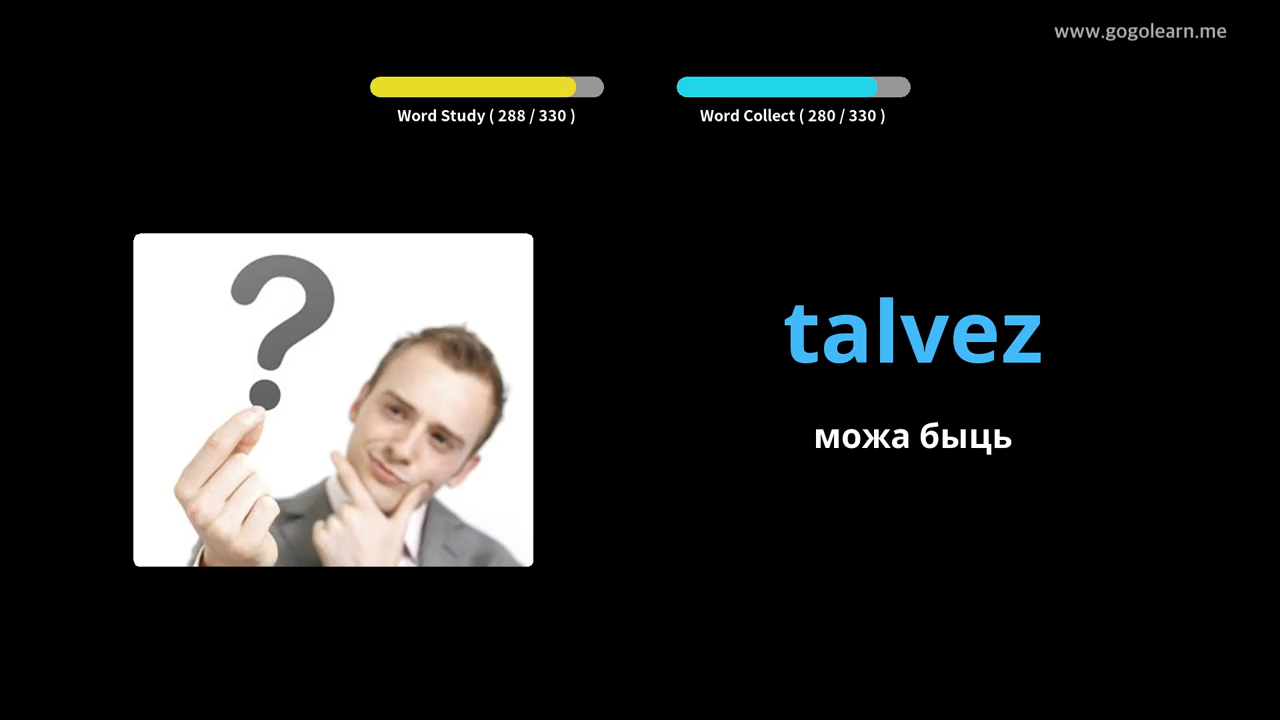 www.gogolearn.me
Word Study ( 288 / 330 )
Word Collect ( 280 / 330 )
talvez
можа быць